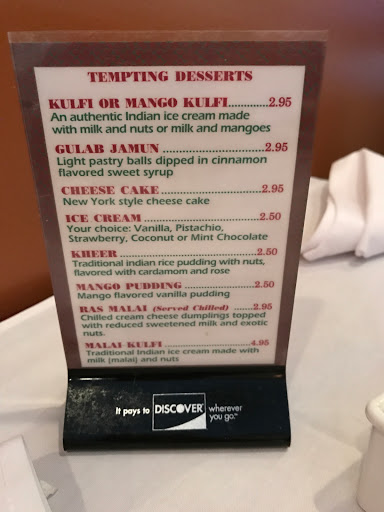 TEMPTING DESSERTS
KULFI OR MANGO KULFI............2.95
An authentic Indian ice cream made
with milk and nuts or milk and mangoes
GULAB JAMUN ........................2.95
Light pastry balls dipped in cinnamon
flavored sweet syrup
CHEESE CAKE........................2.95
New York style cheese cake
ICE CREAM............................2.50
Your choice: Vanilla, Pistachio,
Strawberry, Coconut or Mint Chocolate
KHEER..................................2.50
Traditional indian rice pudding with nuts,
flavored with cardamom and rose
MANGO PUDDING....................2.50
Mango flavored vanilla pudding
RAS MALAI (Served Chilled) ........2.95
Chilled cream cheese dumplings topped
with reduced sweetened milk and exotic
nuts.
MALAI-KULFI........................4.95
Traditional Indian ice cream made with
milk (malai) and nuts
It pays to DISCOVER wherever
you go.